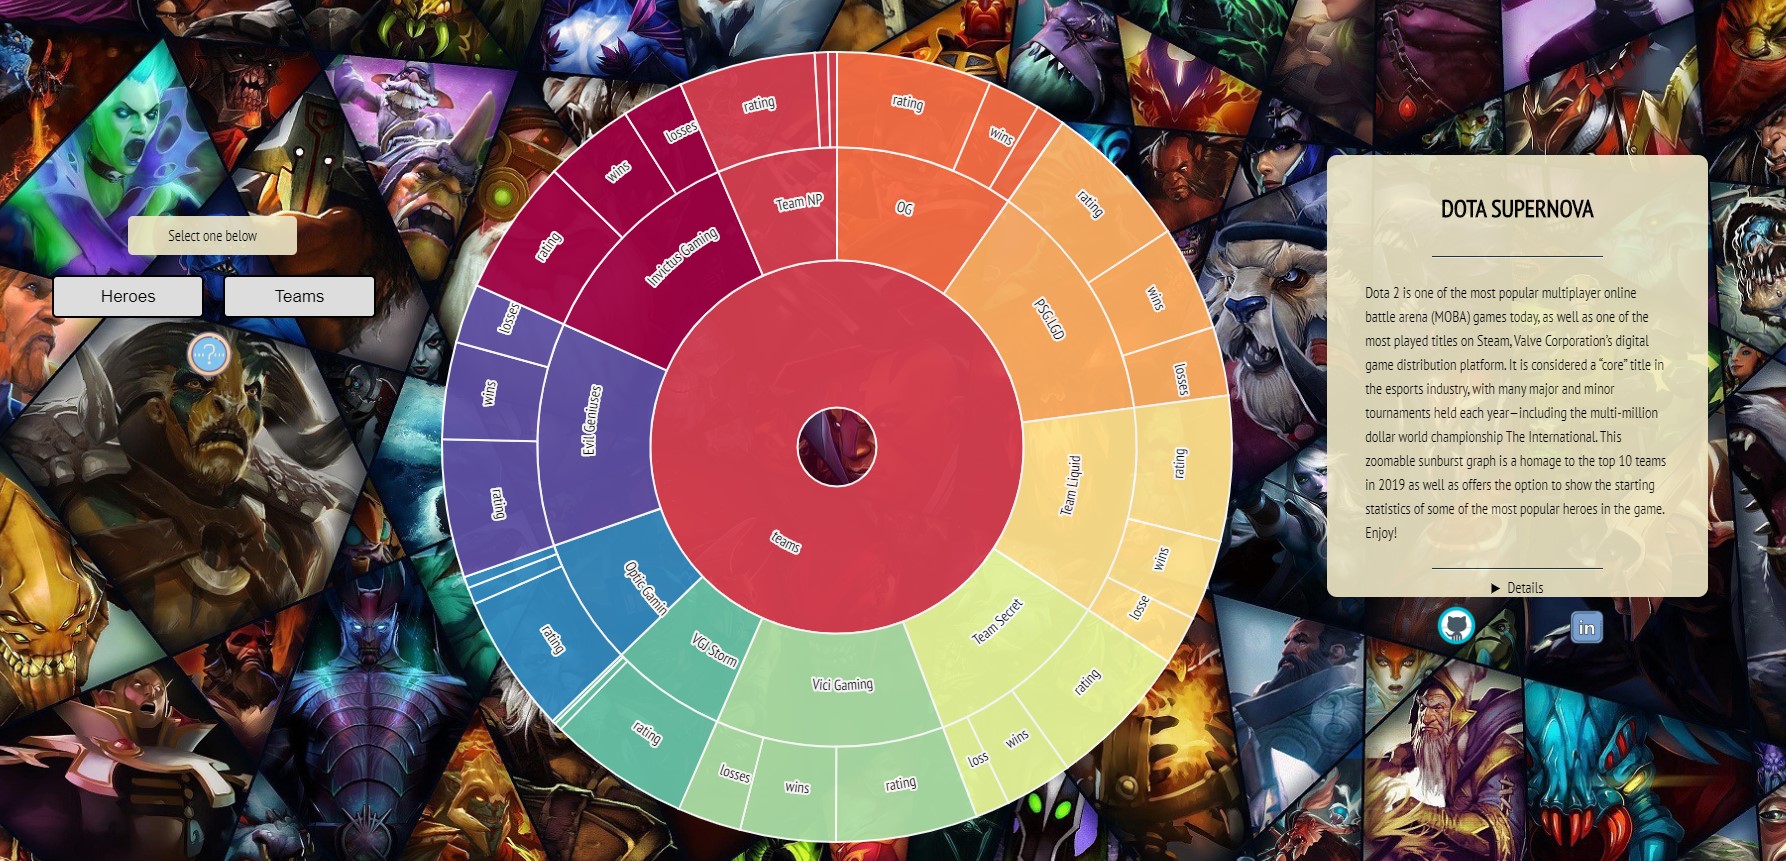 Select one below
Heroes
Teams
?
rating
wins
losses
rating
rating
wins
rating
wins
losses
rating
wins
losse
rating
wins
loss
rating
wins
losses
rating
rating
rating
wins
losses
Team NP
OG
PSG.LGD
Team Liquid
Team Secret
Vici Gaming
VGJ Storm
Optic Gamin
Evil Geniuses
Invictus Gaming
teams
DOTA SUPERNOVA
Dota 2 is one of the most popular multiplayer online
battle arena (MOBA) games today, as well as one of the
most played titles on Steam, Valve Corporation’s digital
game distribution platform. It is considered a “core” title in
the esports industry, with many major and minor
tournaments held each year—including the multi-million
dollar world championship The International. This
zoomable sunburst graph is a homage to the top 10 teams
in 2019 as well as offers the option to show the starting
statistics of some of the most popular heroes in the game.
Enjoy!
Details
in